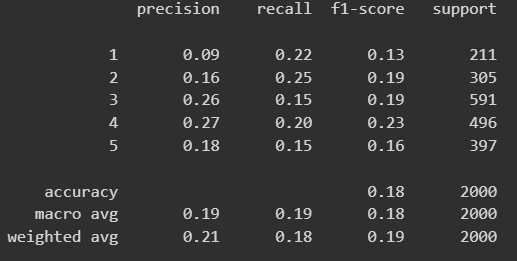 precision recall f1-score support
1 0.09 0.22 0.13 211
2 0.16 0.25 0.19 305
3 0.26 0.15 0.19 591
4 0.27 0.20 0.23 496
5 0.18 0.15 0.16 397
accuracy 0.18 2000
macro avg 0.19 0.19 0.18 2000
weighted avg 0.21 0.18 0.19 2000